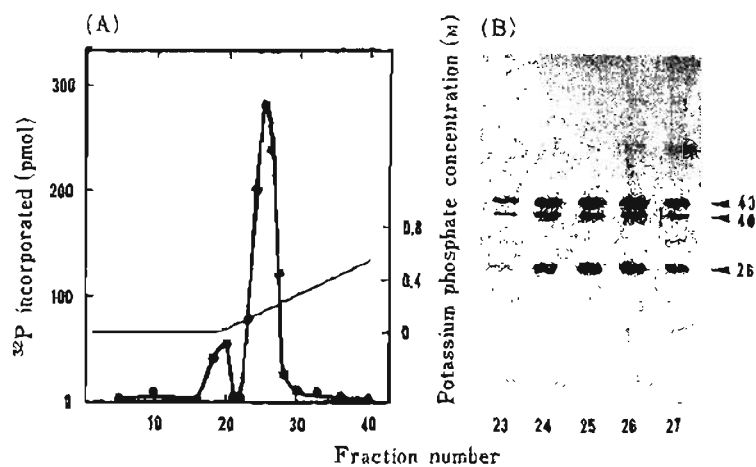 (A)
³²P incorporated (pmol)
300
200
100
1
10 20 30 40
0.8
0.4
0
Potassium phosphate concentration (M)
(B)
43
40
26
23 24 25 26 27
Fraction number